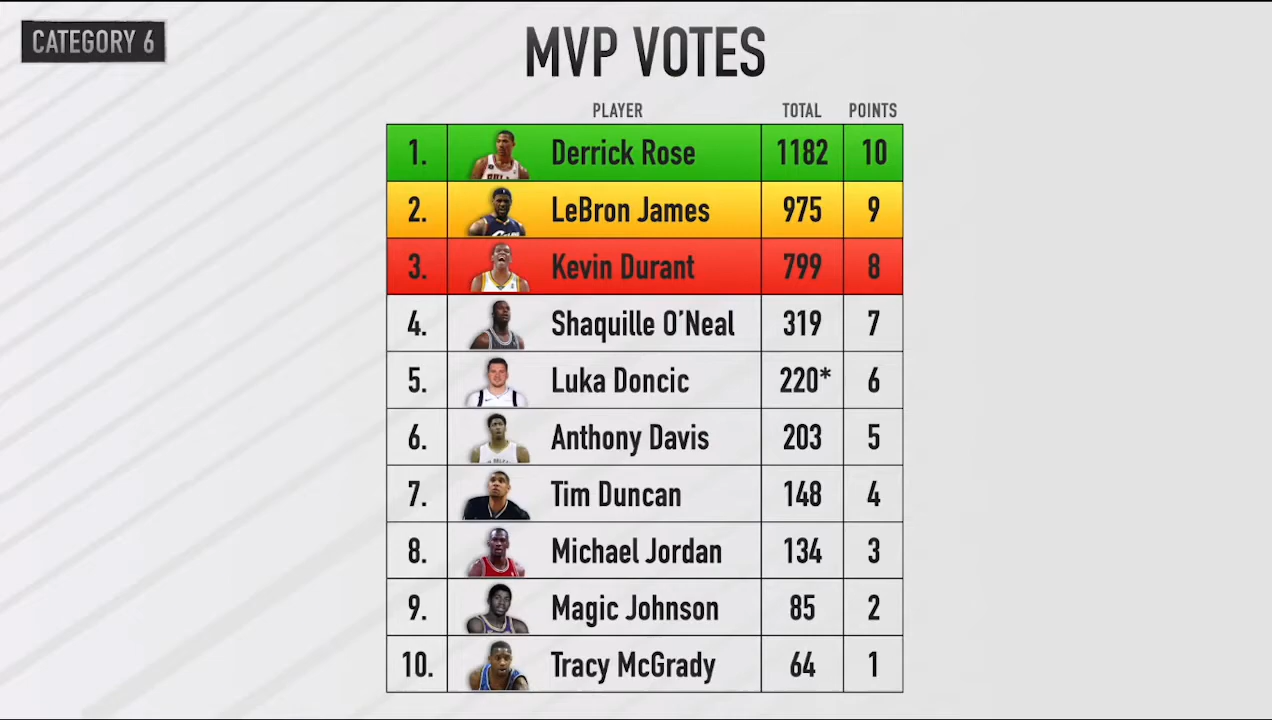 CATEGORY 6
MVP VOTES
PLAYER TOTAL POINTS
1. Derrick Rose 1182 10
2. LeBron James 975 9
3. Kevin Durant 799 8
4. Shaquille O’Neal 319 7
5. Luka Doncic 220* 6
6. Anthony Davis 203 5
7. Tim Duncan 148 4
8. Michael Jordan 134 3
9. Magic Johnson 85 2
10. Tracy McGrady 64 1